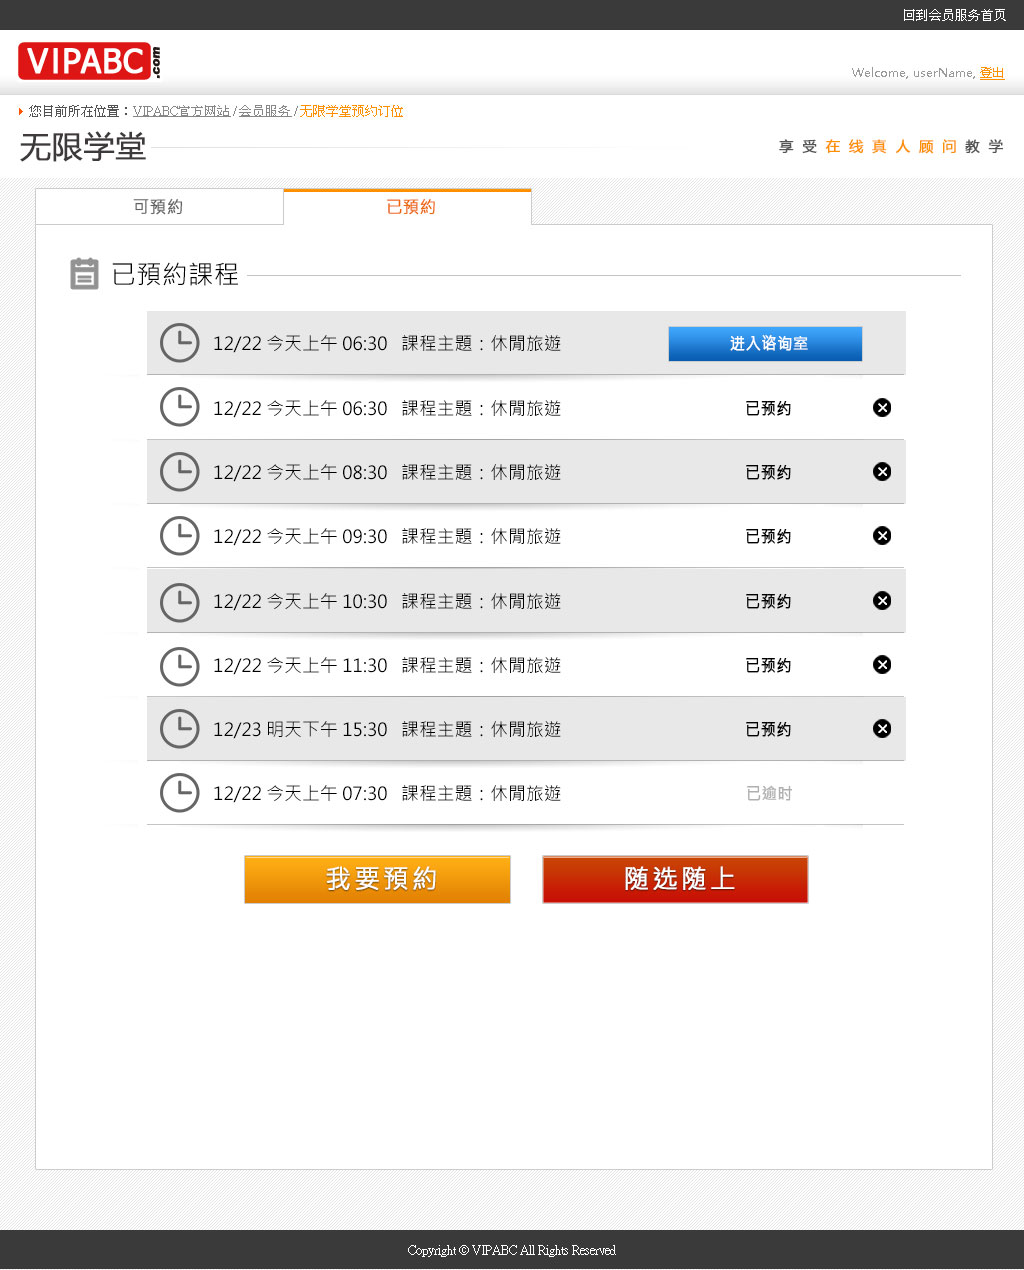 回到会员服务首页
VIPABC.com
Welcome, userName, 登出
您目前所在位置：VIPABC官方网站/会员服务/无限学堂预约订位
无限学堂
享受在线真人顾问教学
可預約 已預約
已預約課程
12/22 今天上午 06:30 課程主題：休閒旅遊 进入谘询室
12/22 今天上午 06:30 課程主題：休閒旅遊 已预约
12/22 今天上午 08:30 課程主題：休閒旅遊 已预约
12/22 今天上午 09:30 課程主題：休閒旅遊 已预约
12/22 今天上午 10:30 課程主題：休閒旅遊 已预约
12/22 今天上午 11:30 課程主題：休閒旅遊 已预约
12/23 明天下午 15:30 課程主題：休閒旅遊 已预约
12/22 今天上午 07:30 課程主題：休閒旅遊 已逾时
我要預約 随选随上
Copyright © VIPABC All Rights Reserved